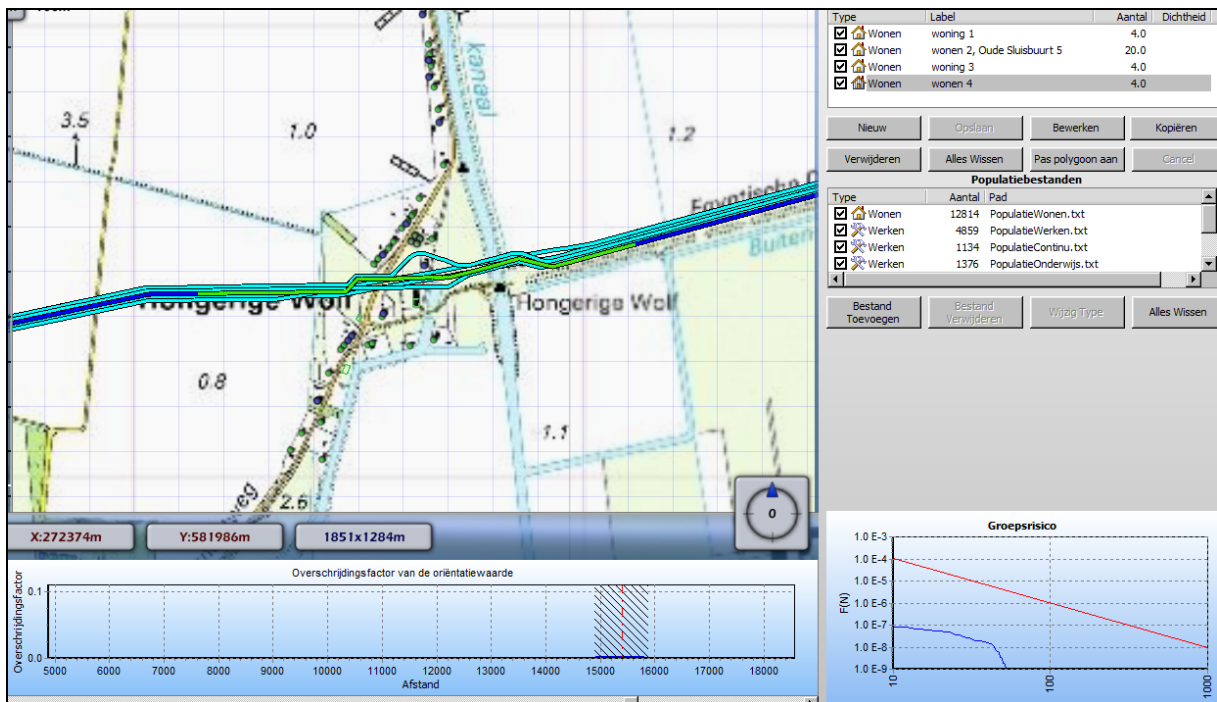 kanaal
3.5
1.0
1.2
Egyptische
Buiten
Hongerige Wolf
Hongerige Wolf
0.8
1.1
2.6
weg
0
X:272374m
Y:581986m
1851x1284m
Overschrijdingsfactor van de oriëntatiewaarde
Overschrijdingsfactor
0.1
0.0
5000 6000 7000 8000 9000 10000 11000 12000 13000 14000 15000 16000 17000 18000
Afstand
Type Label Aantal Dichtheid
Wonen woning 1 4.0
Wonen wonen 2, Oude Sluisbuurt 5 20.0
Wonen woning 3 4.0
Wonen wonen 4 4.0
Nieuw Opslaan Bewerken Kopiëren
Verwijderen Alles Wissen Pas polygoon aan Cancel
Populatiebestanden
Type Aantal Pad
Wonen 12814 PopulatieWonen.txt
Werken 4859 PopulatieWerken.txt
Werken 1134 PopulatieContinu.txt
Werken 1376 PopulatieOnderwijs.txt
Bestand Toevoegen
Bestand Verwijderen
Wijzig Type
Alles Wissen
Groepsrisico
F(N)
1.0 E-3
1.0 E-4
1.0 E-5
1.0 E-6
1.0 E-7
1.0 E-8
1.0 E-9
10 100 1000